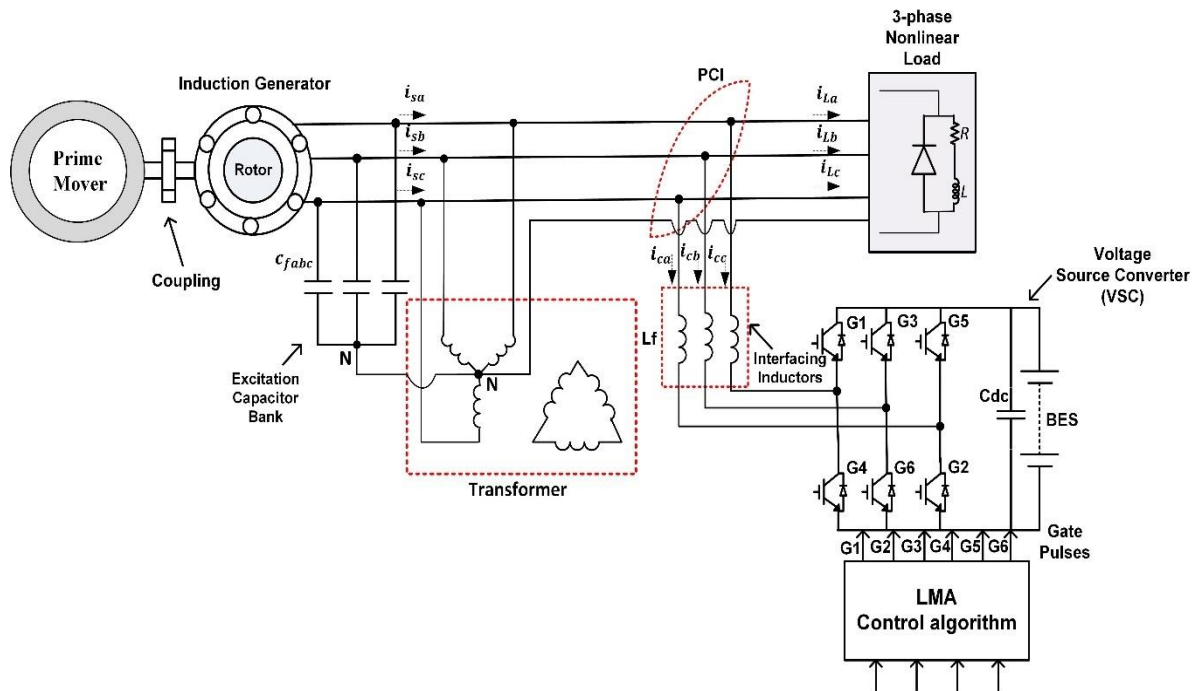 3-phase
Nonlinear
Load
PCI
Induction Generator
i_sa
i_La
i_sb
i_Lb
R
Prime
Mover
Rotor
i_sc
i_Lc
L
Coupling
c_fabc
i_ca
i_cb
i_cc
Voltage
Source Converter
(VSC)
G1
G3
G5
Lf
Interfacing
Inductors
N
N
Cdc
BES
Excitation
Capacitor
Bank
G4
G6
G2
Transformer
Gate
Pulses
G1 G2 G3 G4 G5 G6
LMA
Control algorithm